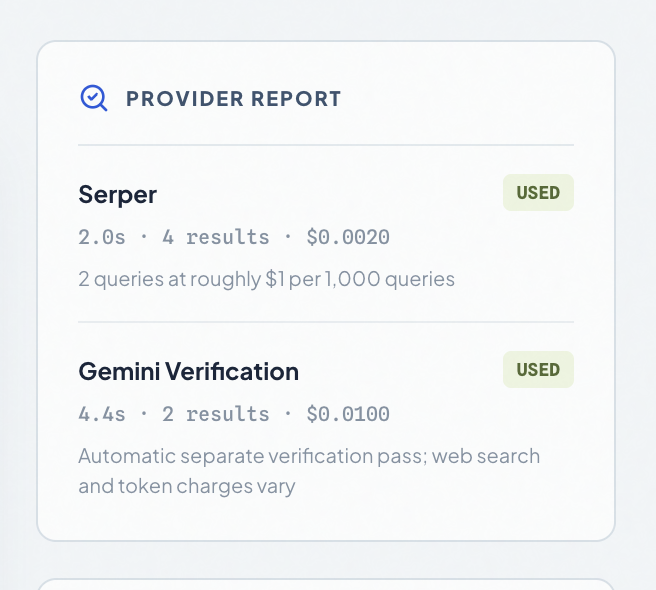 PROVIDER REPORT
Serper
USED
2.0s · 4 results · $0.0020
2 queries at roughly $1 per 1,000 queries
Gemini Verification
USED
4.4s · 2 results · $0.0100
Automatic separate verification pass; web search
and token charges vary